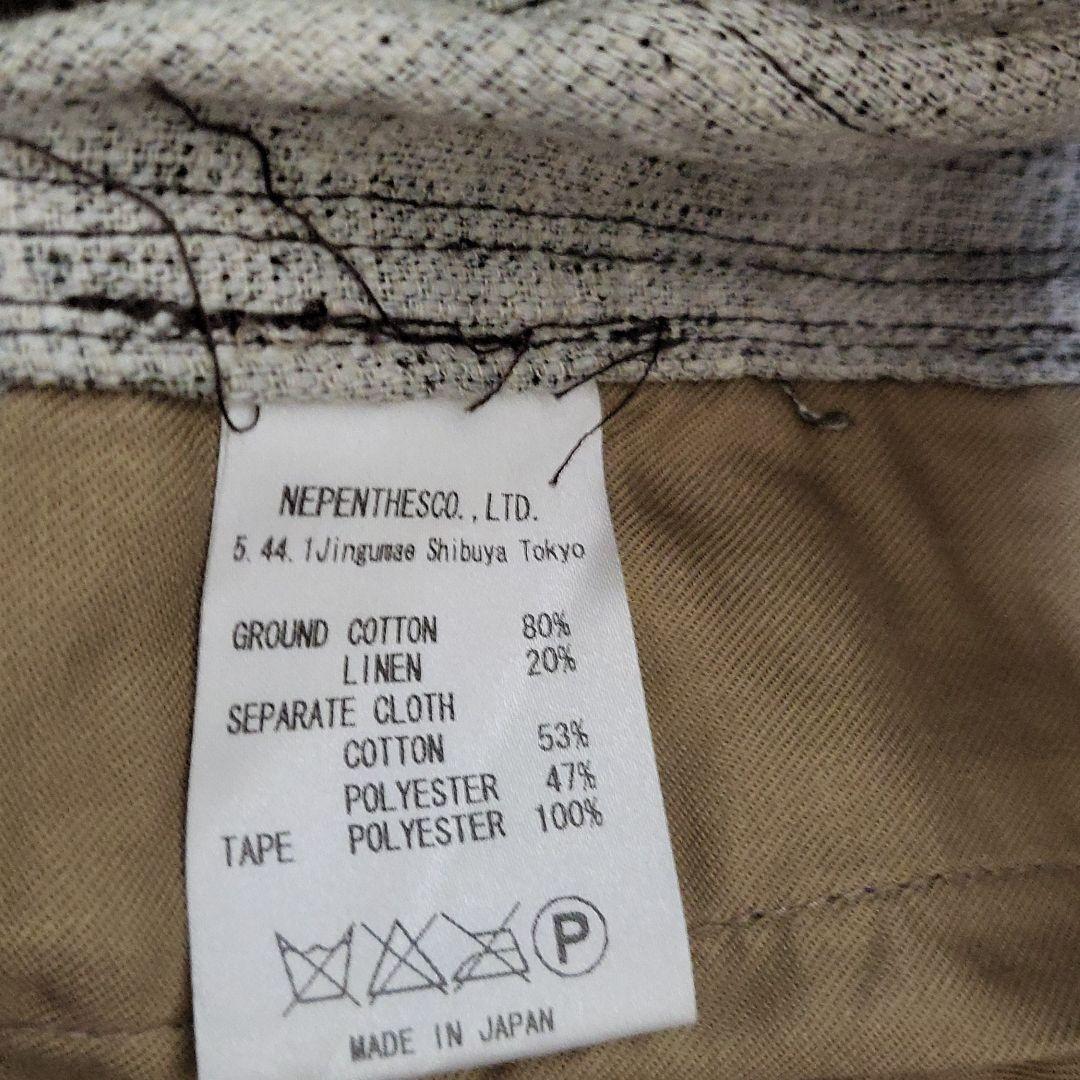 NEPENTHESCO.,LTD.
5.44.1Jingumae Shibuya Tokyo
GROUND COTTON 80%
LINEN 20%
SEPARATE CLOTH
COTTON 53%
POLYESTER 47%
TAPE POLYESTER 100%
P
MADE IN JAPAN